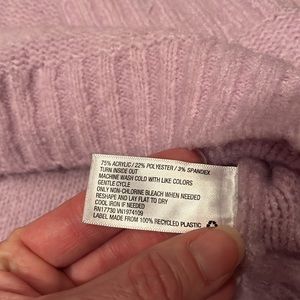 75% ACRYLIC / 22% POLYESTER / 3% SPANDEX
TURN INSIDE OUT
MACHINE WASH COLD WITH LIKE COLORS
GENTLE CYCLE
ONLY NON-CHLORINE BLEACH WHEN NEEDED
RESHAPE AND LAY FLAT TO DRY
COOL IRON IF NEEDED
RN17730 VN1974109
LABEL MADE FROM 100% RECYCLED PLASTIC